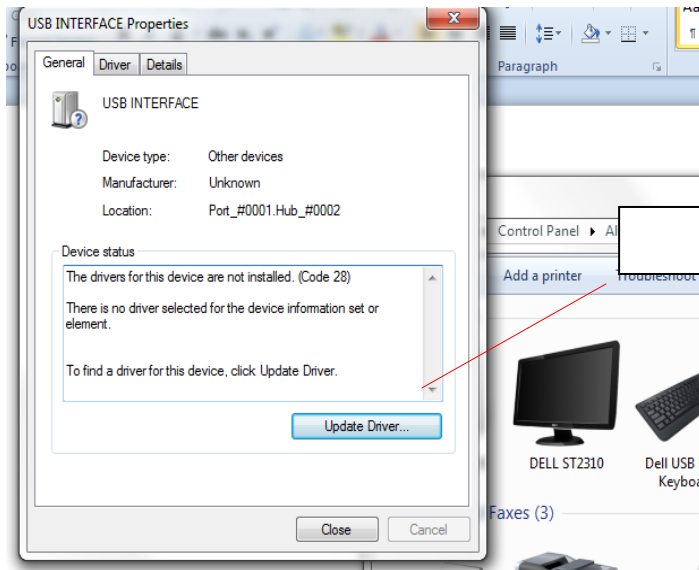 USB INTERFACE Properties
General Driver Details
USB INTERFACE
Device type: Other devices
Manufacturer: Unknown
Location: Port_#0001.Hub_#0002
Device status
The drivers for this device are not installed. (Code 28)
There is no driver selected for the device information set or
element.
To find a driver for this device, click Update Driver.
Update Driver...
Close Cancel
Paragraph
Control Panel
Add a printer
DELL ST2310
Dell USB
Faxes (3)